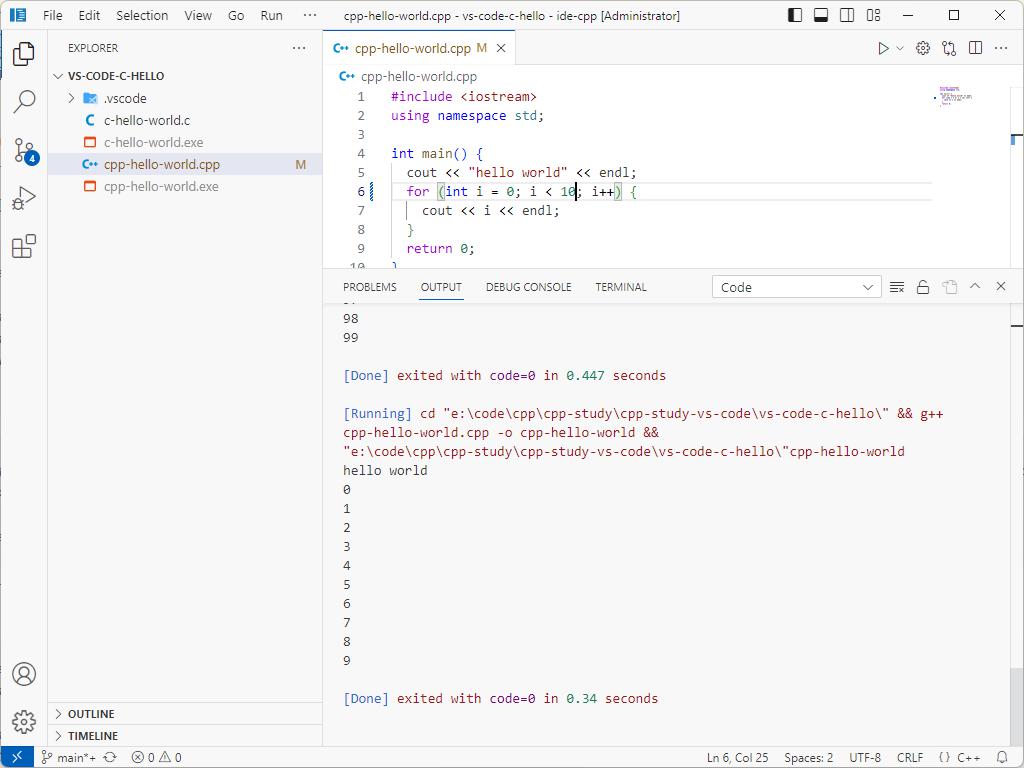 File Edit Selection View Go Run ··· cpp-hello-world.cpp - vs-code-c-hello - ide-cpp [Administrator]
EXPLORER ···
VS-CODE-C-HELLO
.vscode
C c-hello-world.c
c-hello-world.exe
C++ cpp-hello-world.cpp M
cpp-hello-world.exe
OUTLINE
TIMELINE
4
C++ cpp-hello-world.cpp M
C++ cpp-hello-world.cpp
1 #include <iostream>
2 using namespace std;
3
4 int main() {
5 cout << "hello world" << endl;
6 for (int i = 0; i < 10; i++) {
7 cout << i << endl;
8 }
9 return 0;
10 }
PROBLEMS OUTPUT DEBUG CONSOLE TERMINAL Code
98
99
[Done] exited with code=0 in 0.447 seconds
[Running] cd "e:\code\cpp\cpp-study\cpp-study-vs-code\vs-code-c-hello\" && g++
cpp-hello-world.cpp -o cpp-hello-world &&
"e:\code\cpp\cpp-study\cpp-study-vs-code\vs-code-c-hello\"cpp-hello-world
hello world
0
1
2
3
4
5
6
7
8
9
[Done] exited with code=0 in 0.34 seconds
main*+ 0 0 Ln 6, Col 25 Spaces: 2 UTF-8 CRLF {} C++